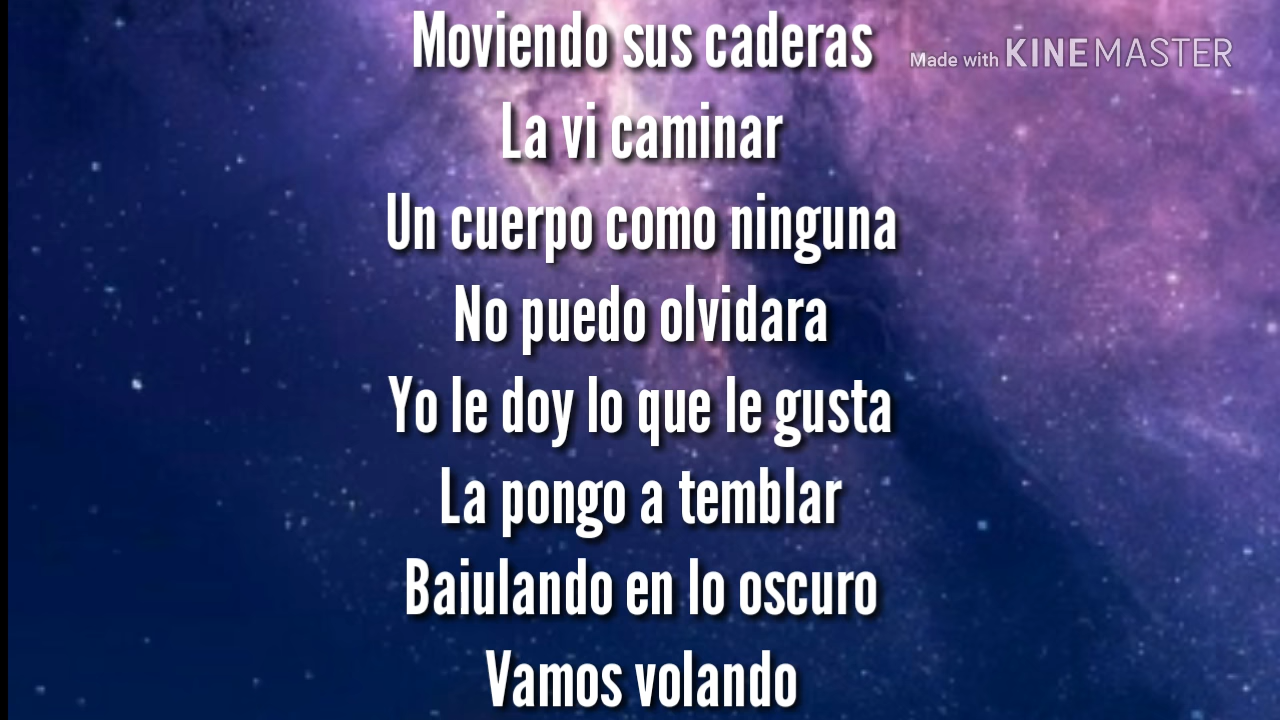 Moviendo sus caderas
Made with KINEMASTER
La vi caminar
Un cuerpo como ninguna
No puedo olvidara
Yo le doy lo que le gusta
La pongo a temblar
Baiulando en lo oscuro
Vamos volando